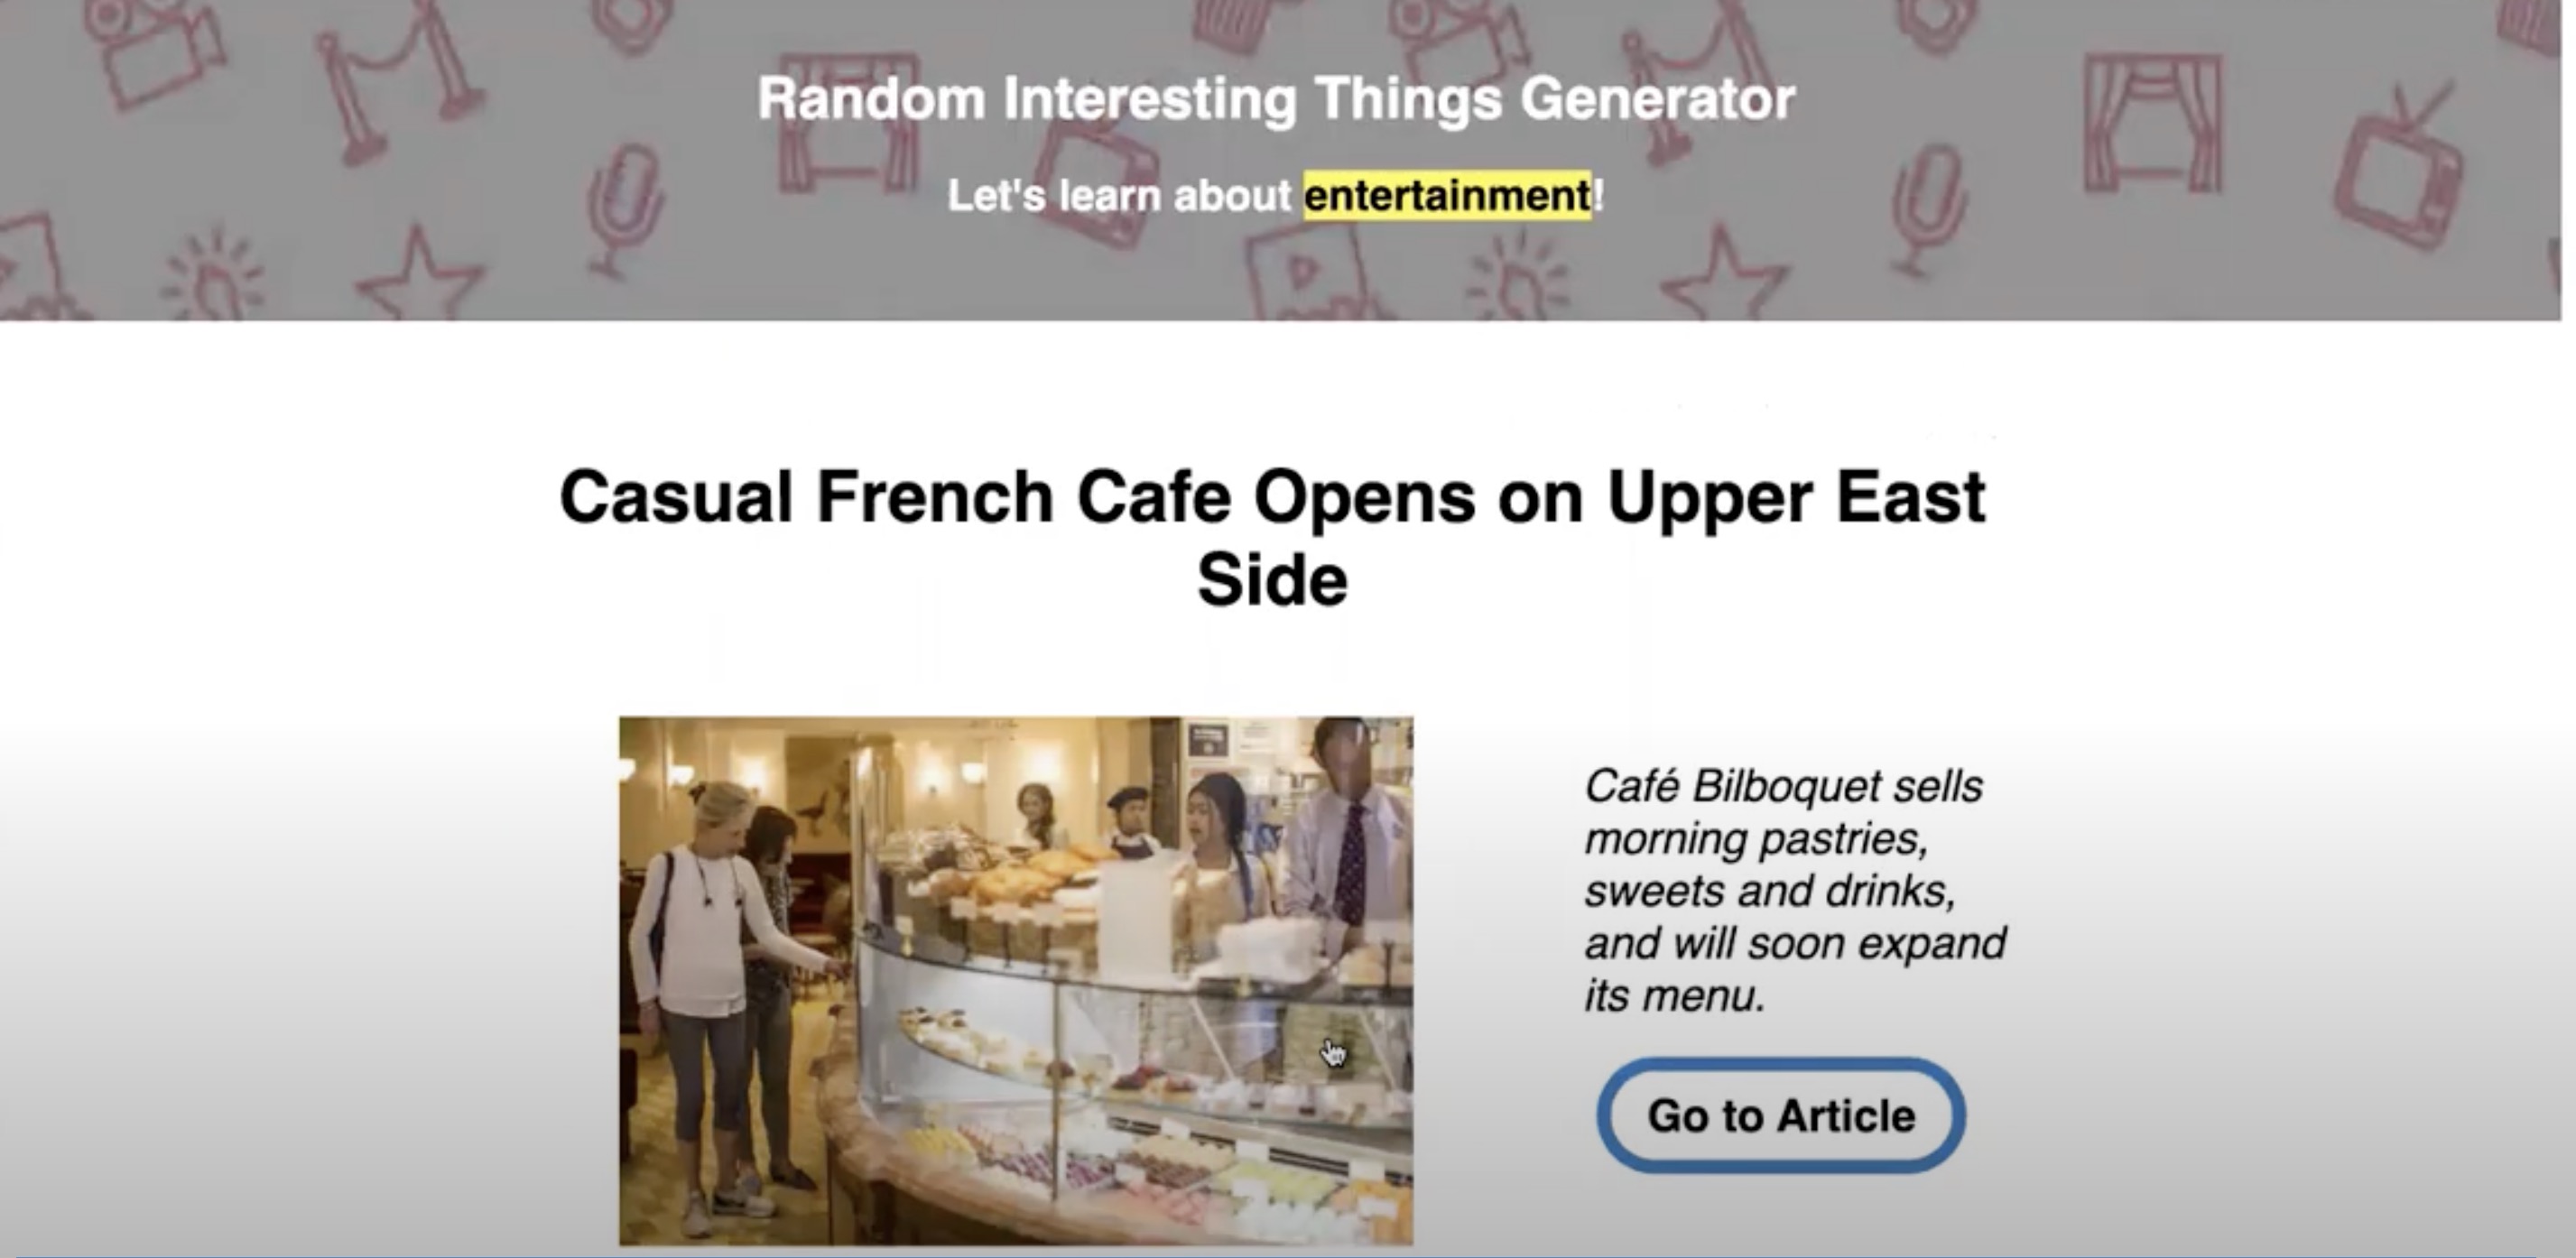 Random Interesting Things Generator
Let's learn about entertainment!
Casual French Cafe Opens on Upper East
Side
Café Bilboquet sells
morning pastries,
sweets and drinks,
and will soon expand
its menu.
Go to Article